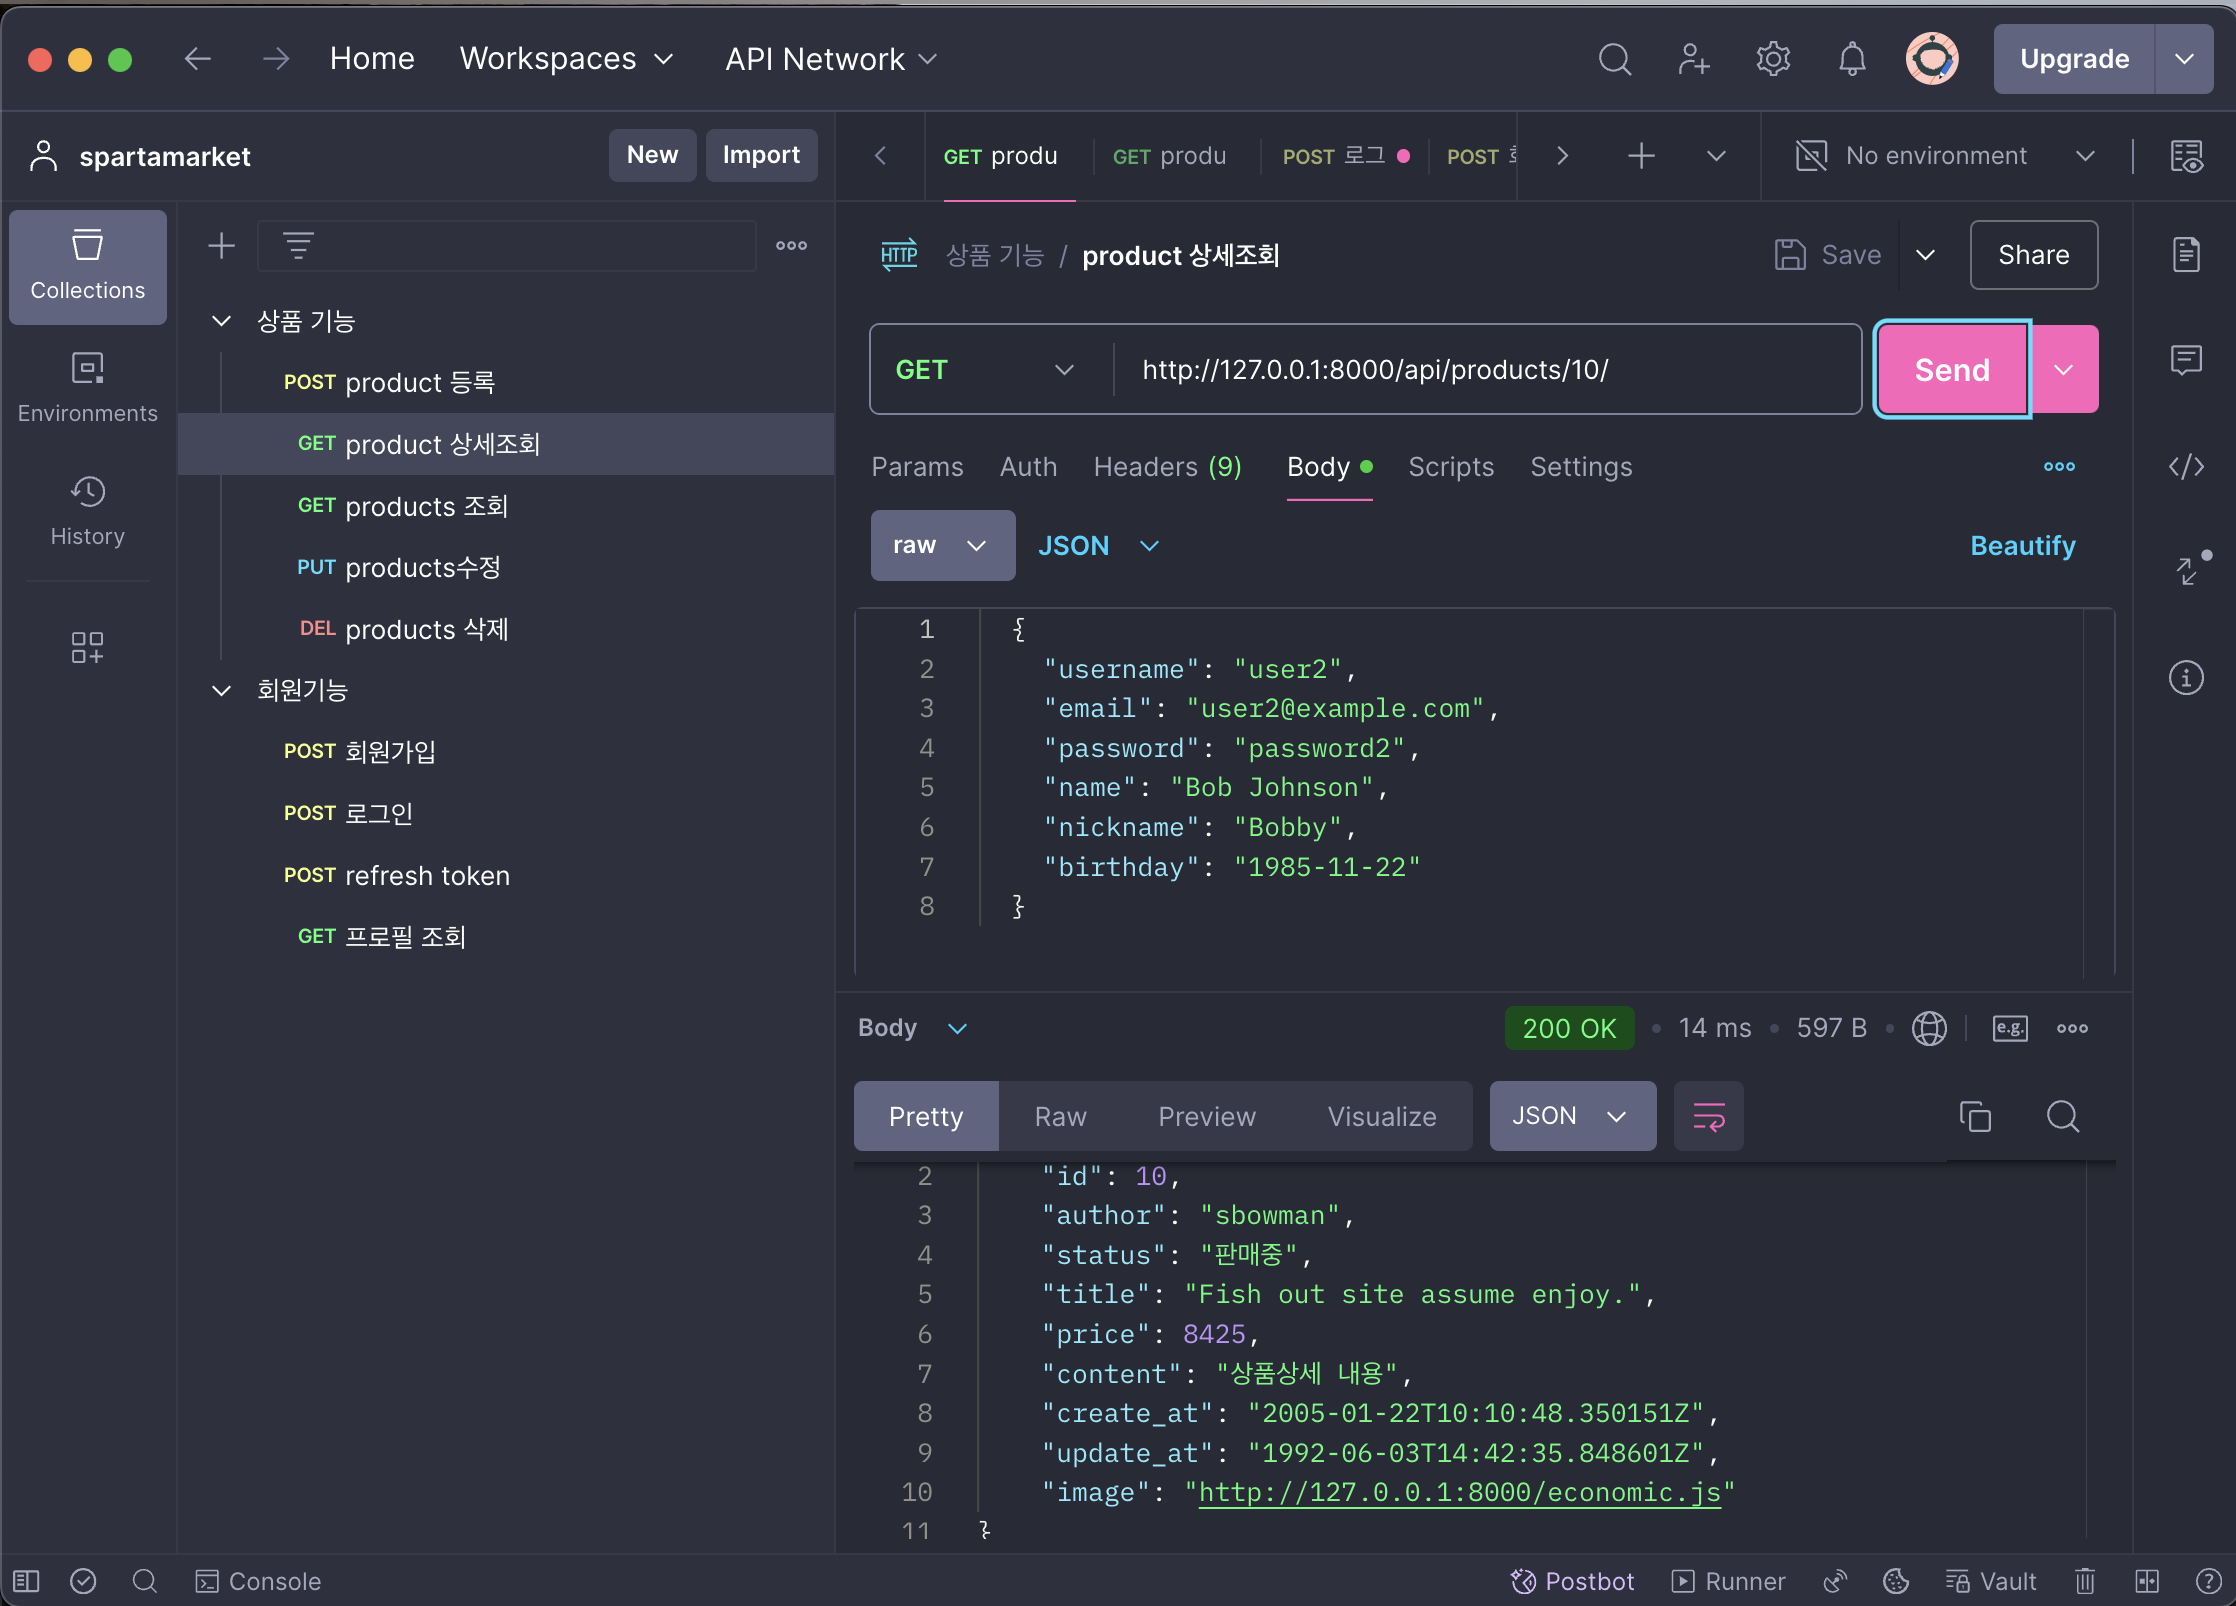 Home Workspaces API Network Upgrade
spartamarket New Import
GET produ GET produ POST 로그 POST No environment
Collections
Environments
History
상품 기능
POST product 등록
GET product 상세조회
GET products 조회
PUT products수정
DEL products 삭제
회원기능
POST 회원가입
POST 로그인
POST refresh token
GET 프로필 조회
HTTP 상품 기능 / product 상세조회 Save Share
GET http://127.0.0.1:8000/api/products/10/ Send
Params Auth Headers (9) Body Scripts Settings
raw JSON Beautify
1 {
2 "username": "user2",
3 "email": "user2@example.com",
4 "password": "password2",
5 "name": "Bob Johnson",
6 "nickname": "Bobby",
7 "birthday": "1985-11-22"
8 }
Body 200 OK • 14 ms • 597 B • e.g.
Pretty Raw Preview Visualize JSON
2 "id": 10,
3 "author": "sbowman",
4 "status": "판매중",
5 "title": "Fish out site assume enjoy.",
6 "price": 8425,
7 "content": "상품상세 내용",
8 "create_at": "2005-01-22T10:10:48.350151Z",
9 "update_at": "1992-06-03T14:42:35.848601Z",
10 "image": "http://127.0.0.1:8000/economic.js"
11 }
Console Postbot Runner Vault